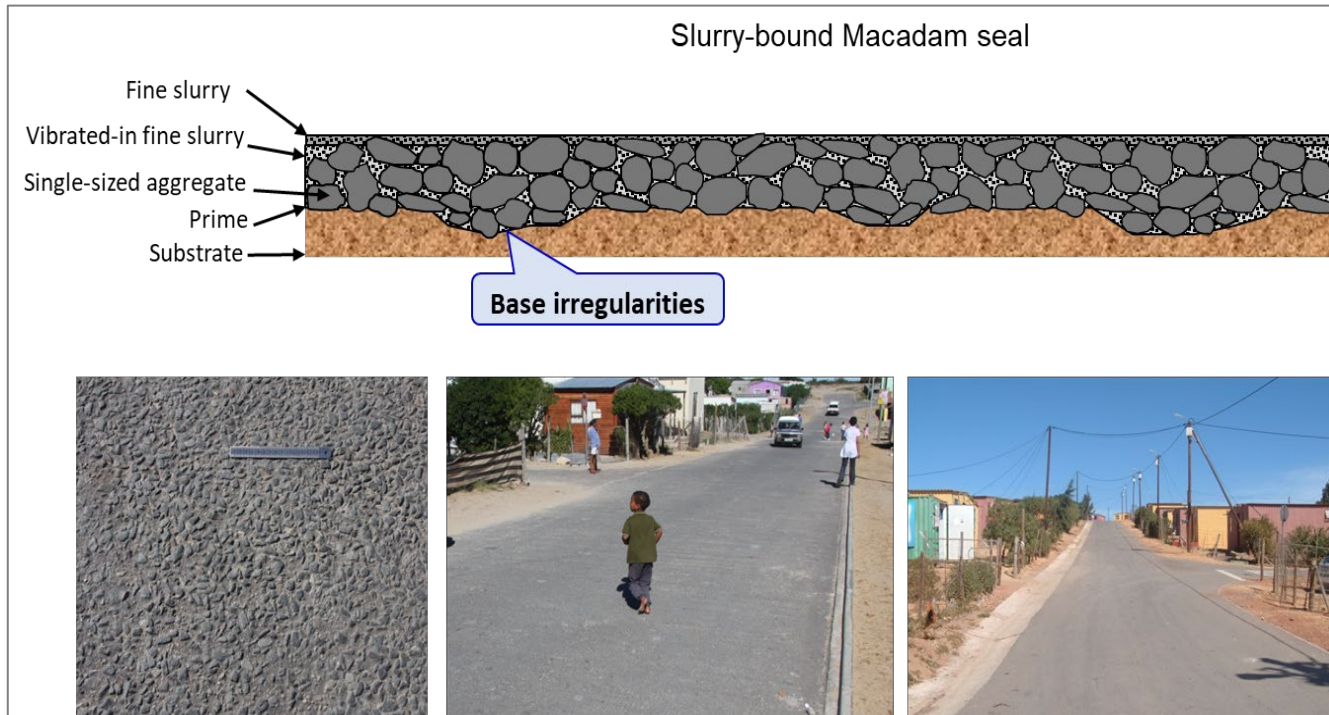 Slurry-bound Macadam seal
Fine slurry
Vibrated-in fine slurry
Single-sized aggregate
Prime
Substrate
Base irregularities